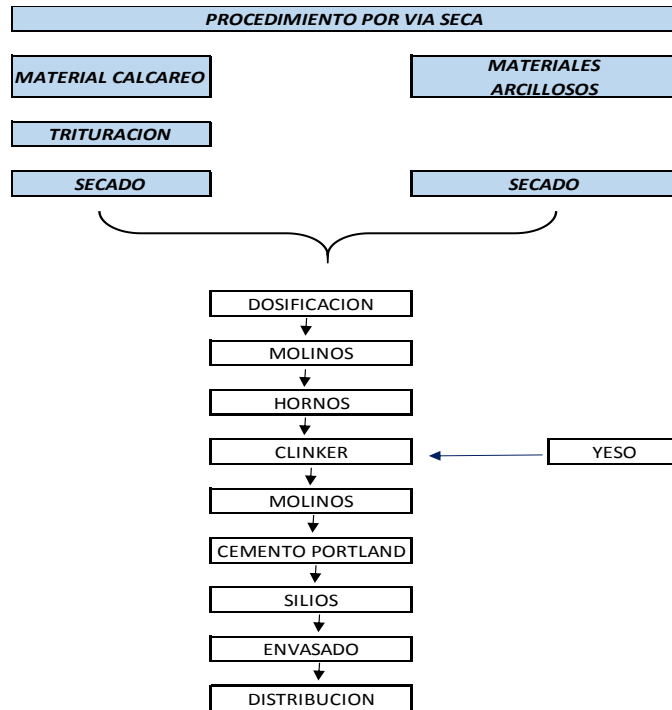 PROCEDIMIENTO POR VIA SECA
MATERIAL CALCAREO
MATERIALES
ARCILLOSOS
TRITURACION
SECADO
SECADO
DOSIFICACION
MOLINOS
HORNOS
CLINKER
YESO
MOLINOS
CEMENTO PORTLAND
SILIOS
ENVASADO
DISTRIBUCION